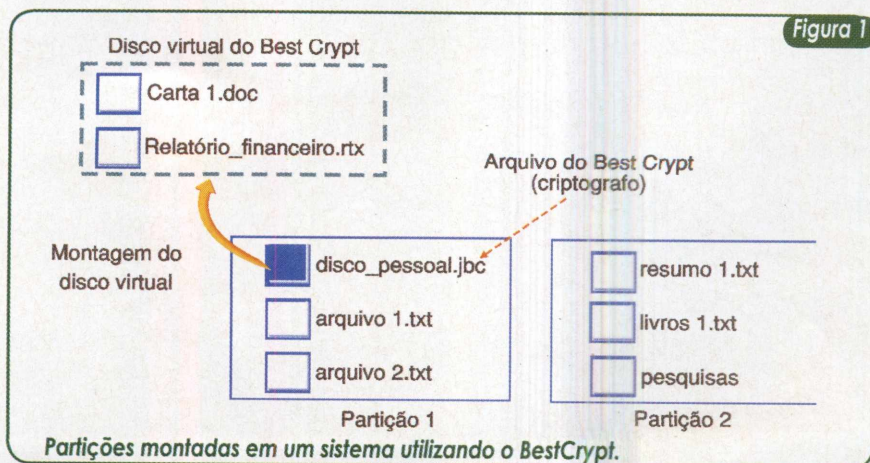 Figura 1
Disco virtual do Best Crypt
Carta 1.doc
Relatório_financeiro.rtx
Arquivo do Best Crypt
(criptografo)
Montagem do
disco virtual
disco_pessoal.jbc
arquivo 1.txt
arquivo 2.txt
Partição 1
resumo 1.txt
livros 1.txt
pesquisas
Partição 2
Partições montadas em um sistema utilizando o BestCrypt.